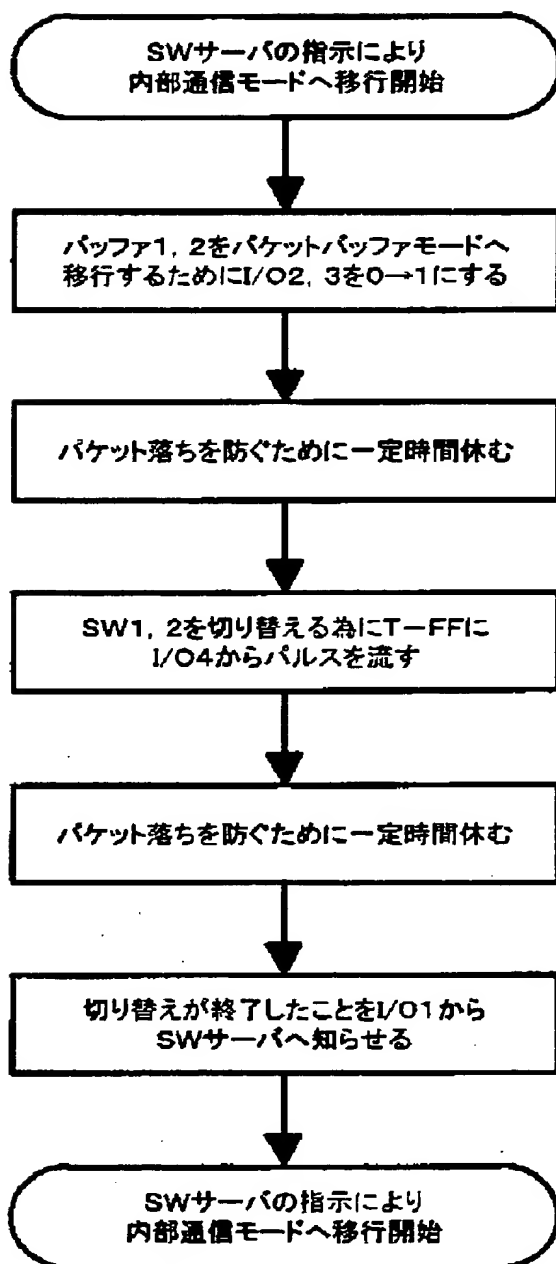 SWサーバの指示により
内部通信モードへ移行開始
バッファ1, 2をパケットバッファモードへ
移行するためにI/O2, 3を0→1にする
パケット落ちを防ぐために一定時間休む
SW1, 2を切り替える為にT-FFに
I/O4からパルスを流す
パケット落ちを防ぐために一定時間休む
切り替えが終了したことをI/O1から
SWサーバへ知らせる
SWサーバの指示により
内部通信モードへ移行開始